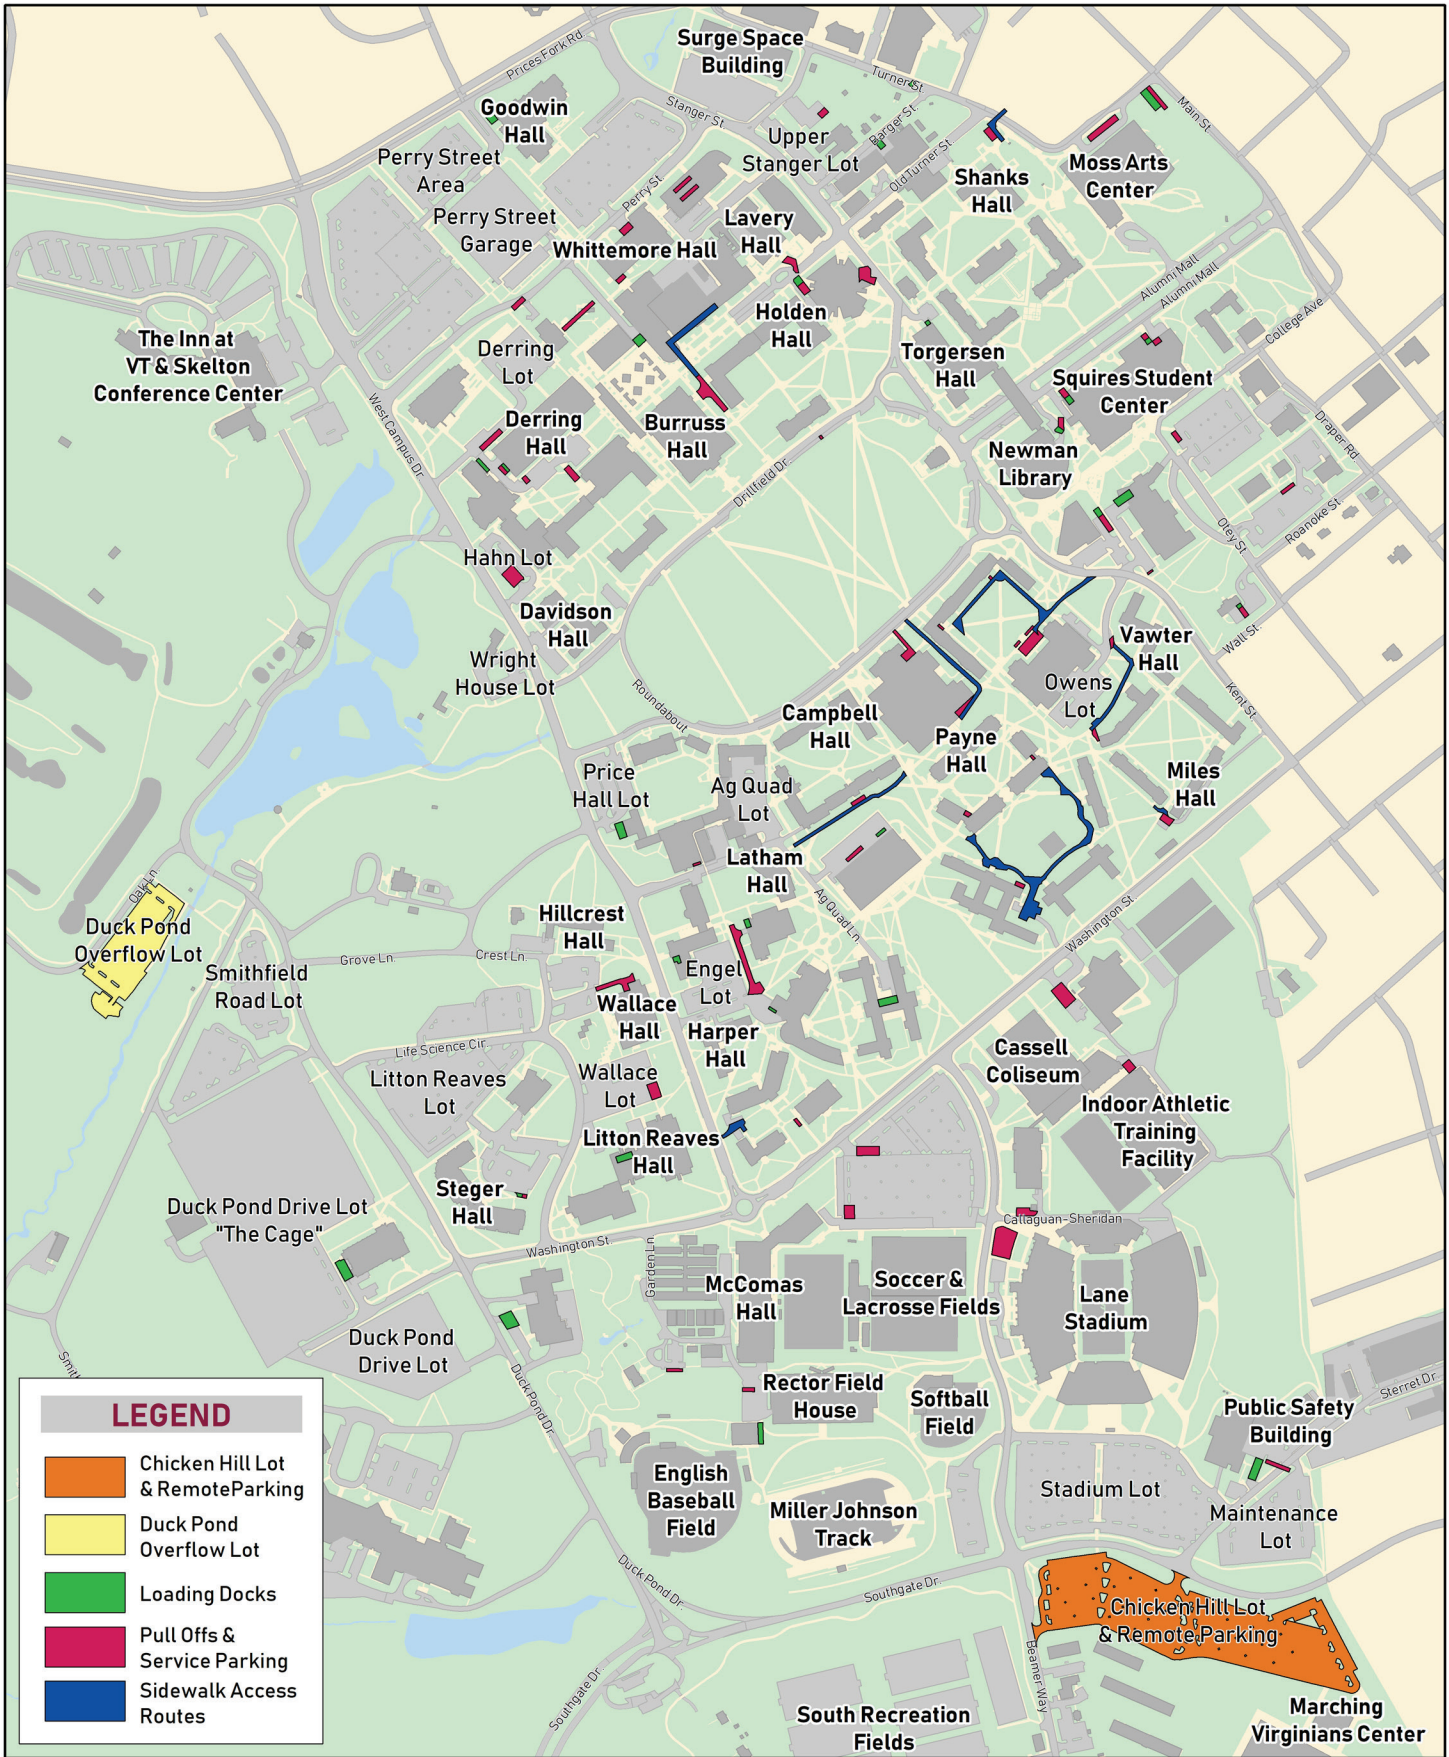 Surge Space
Building
Prices Fork Rd
Turner St
Goodwin
Hall
Stanger St.
Barger St.
Main St
Upper
Stanger Lot
Perry Street
Area
Old Turner St
Moss Arts
Center
Shanks
Hall
Perry St.
Perry Street
Garage
Lavery
Hall
Whittemore Hall
Alumni Mall
Alumni Mall
Holden
Hall
College Ave
The Inn at
VT & Skelton
Conference Center
Derring
Lot
Torgersen
Hall
Squires Student
Center
West Campus Dr
Derring
Hall
Burruss
Hall
Draper Rd.
Newman
Library
Drillfield Dr.
Otey St.
Roanoke St.
Hahn Lot
Davidson
Hall
Vawter
Hall
Wall St.
Wright
House Lot
Owens
Lot
Roundabout
Kent St.
Campbell
Hall
Payne
Hall
Price
Hall Lot
Ag Quad
Lot
Miles
Hall
Latham
Hall
Oak Ln
Ag Quad Ln.
Duck Pond
Overflow Lot
Hillcrest
Hall
Washington St
Grove Ln
Crest Ln
Smithfield
Road Lot
Engel
Lot
Wallace
Hall
Harper
Hall
Life Science Cir.
Cassell
Coliseum
Litton Reaves
Lot
Wallace
Lot
Indoor Athletic
Training
Facility
Litton Reaves
Hall
Steger
Hall
Duck Pond Drive Lot
"The Cage"
Callaguan-Sheridan
Washington St
Garden Ln
McComas
Hall
Soccer &
Lacrosse Fields
Lane
Stadium
Duck Pond
Drive Lot
Smith
Duck Pond Dr.
Rector Field
House
Softball
Field
Sterret Dr
Public Safety
Building
English
Baseball
Field
Miller Johnson
Track
Stadium Lot
Maintenance
Lot
Duck Pond Dr.
Southgate Dr.
Chicken Hill Lot
& Remote Parking
Beamer Way
Southgate Dr.
South Recreation
Fields
Marching
Virginians Center
LEGEND
Chicken Hill Lot
& RemoteParking
Duck Pond
Overflow Lot
Loading Docks
Pull Offs &
Service Parking
Sidewalk Access
Routes